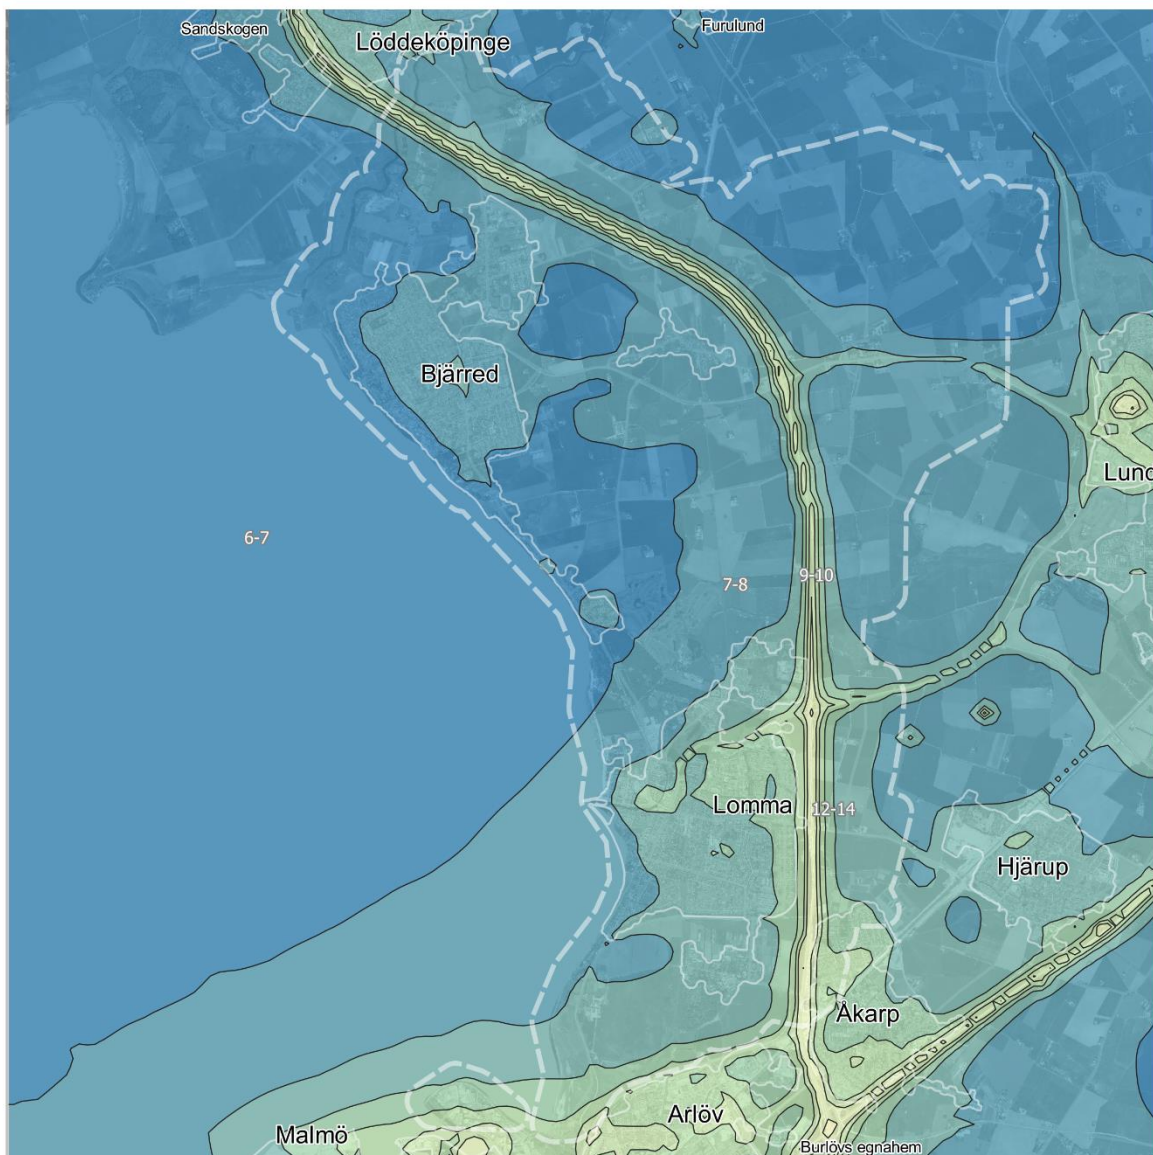 Sandskogen
Löddeköpinge
Furulund
Bjärred
Lund
6-7
7-8
9-10
Lomma
12-14
Hjärup
Åkarp
Arlöv
Malmö
Burlövs egnahem